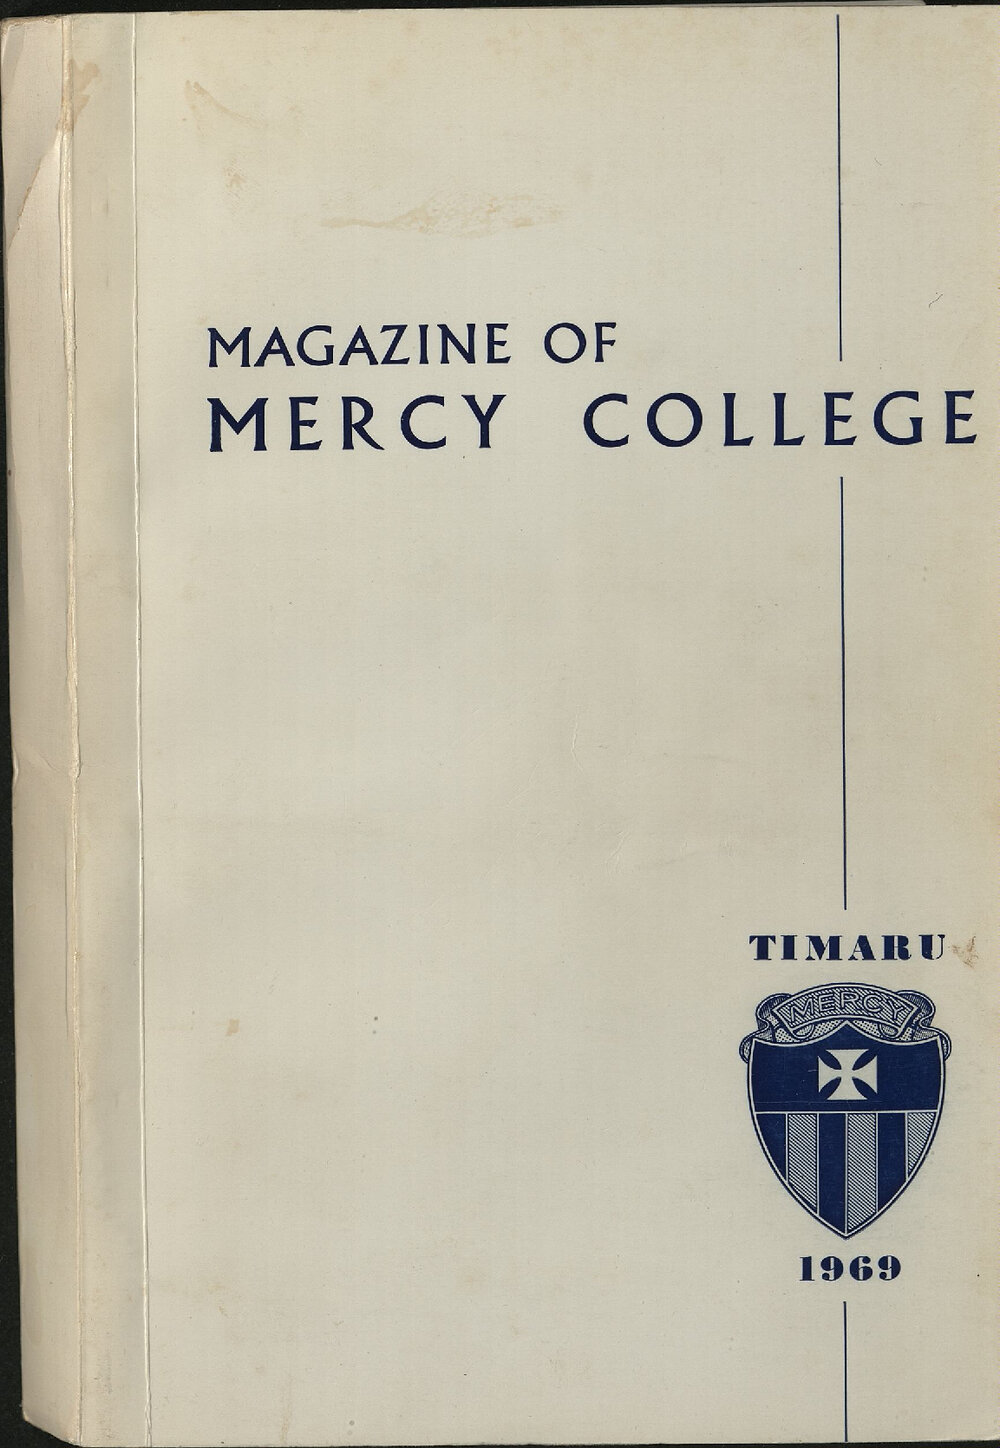 MAGAZINE OF
MERCY COLLEGE
TIMARU
MERCY
1969